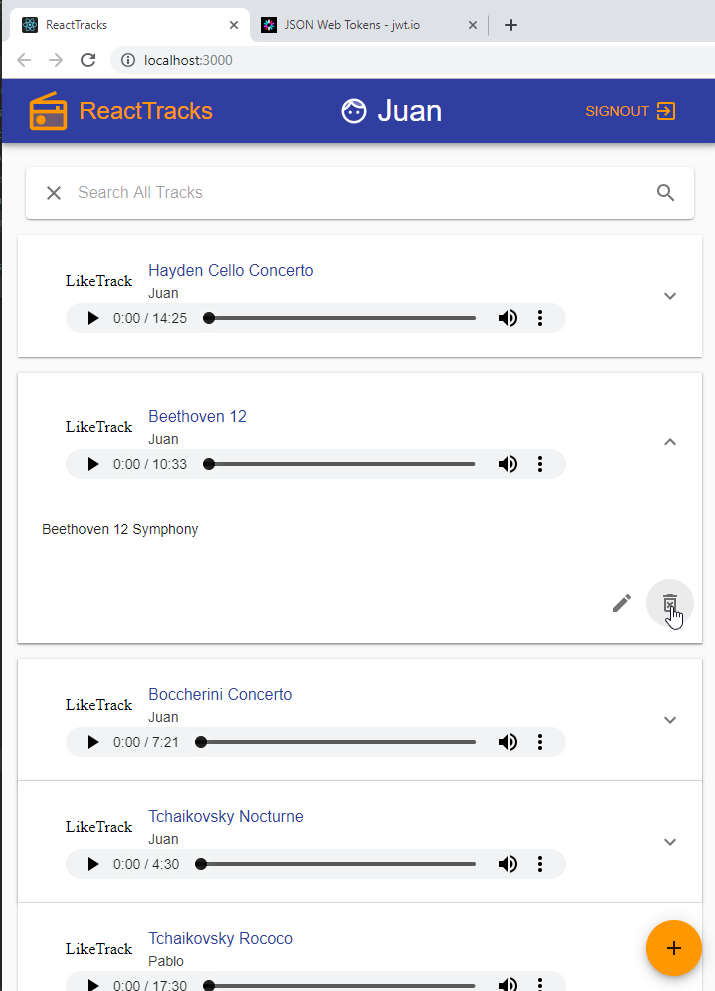 ReactTracks
JSON Web Tokens - jwt.io
localhost:3000
ReactTracks
Juan
SIGNOUT
Search All Tracks
LikeTrack
Hayden Cello Concerto
Juan
0:00 / 14:25
LikeTrack
Beethoven 12
Juan
0:00 / 10:33
Beethoven 12 Symphony
LikeTrack
Boccherini Concerto
Juan
0:00 / 7:21
LikeTrack
Tchaikovsky Nocturne
Juan
0:00 / 4:30
LikeTrack
Tchaikovsky Rococo
Pablo
0:00 / 17:30